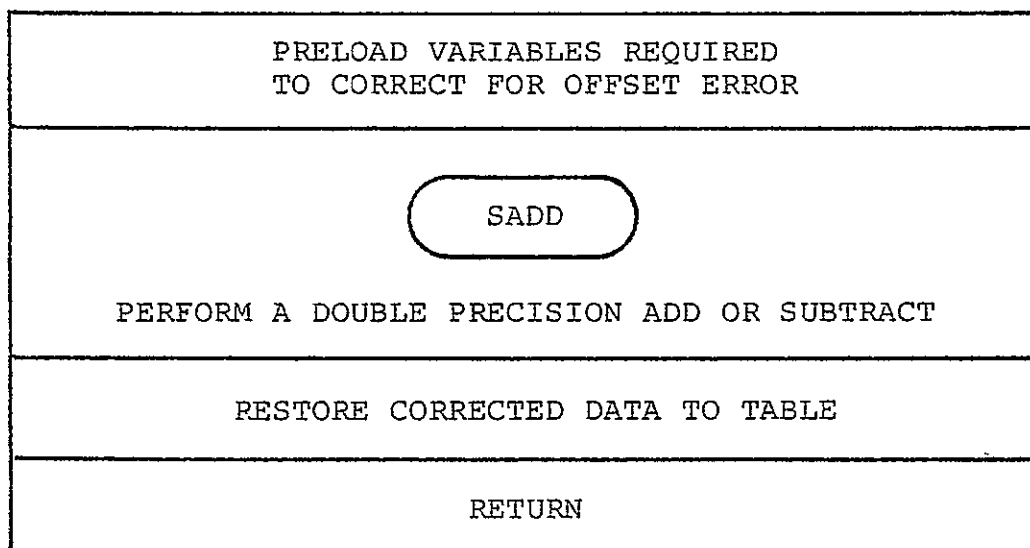 PRELOAD VARIABLES REQUIRED
TO CORRECT FOR OFFSET ERROR
SADD
PERFORM A DOUBLE PRECISION ADD OR SUBTRACT
RESTORE CORRECTED DATA TO TABLE
RETURN